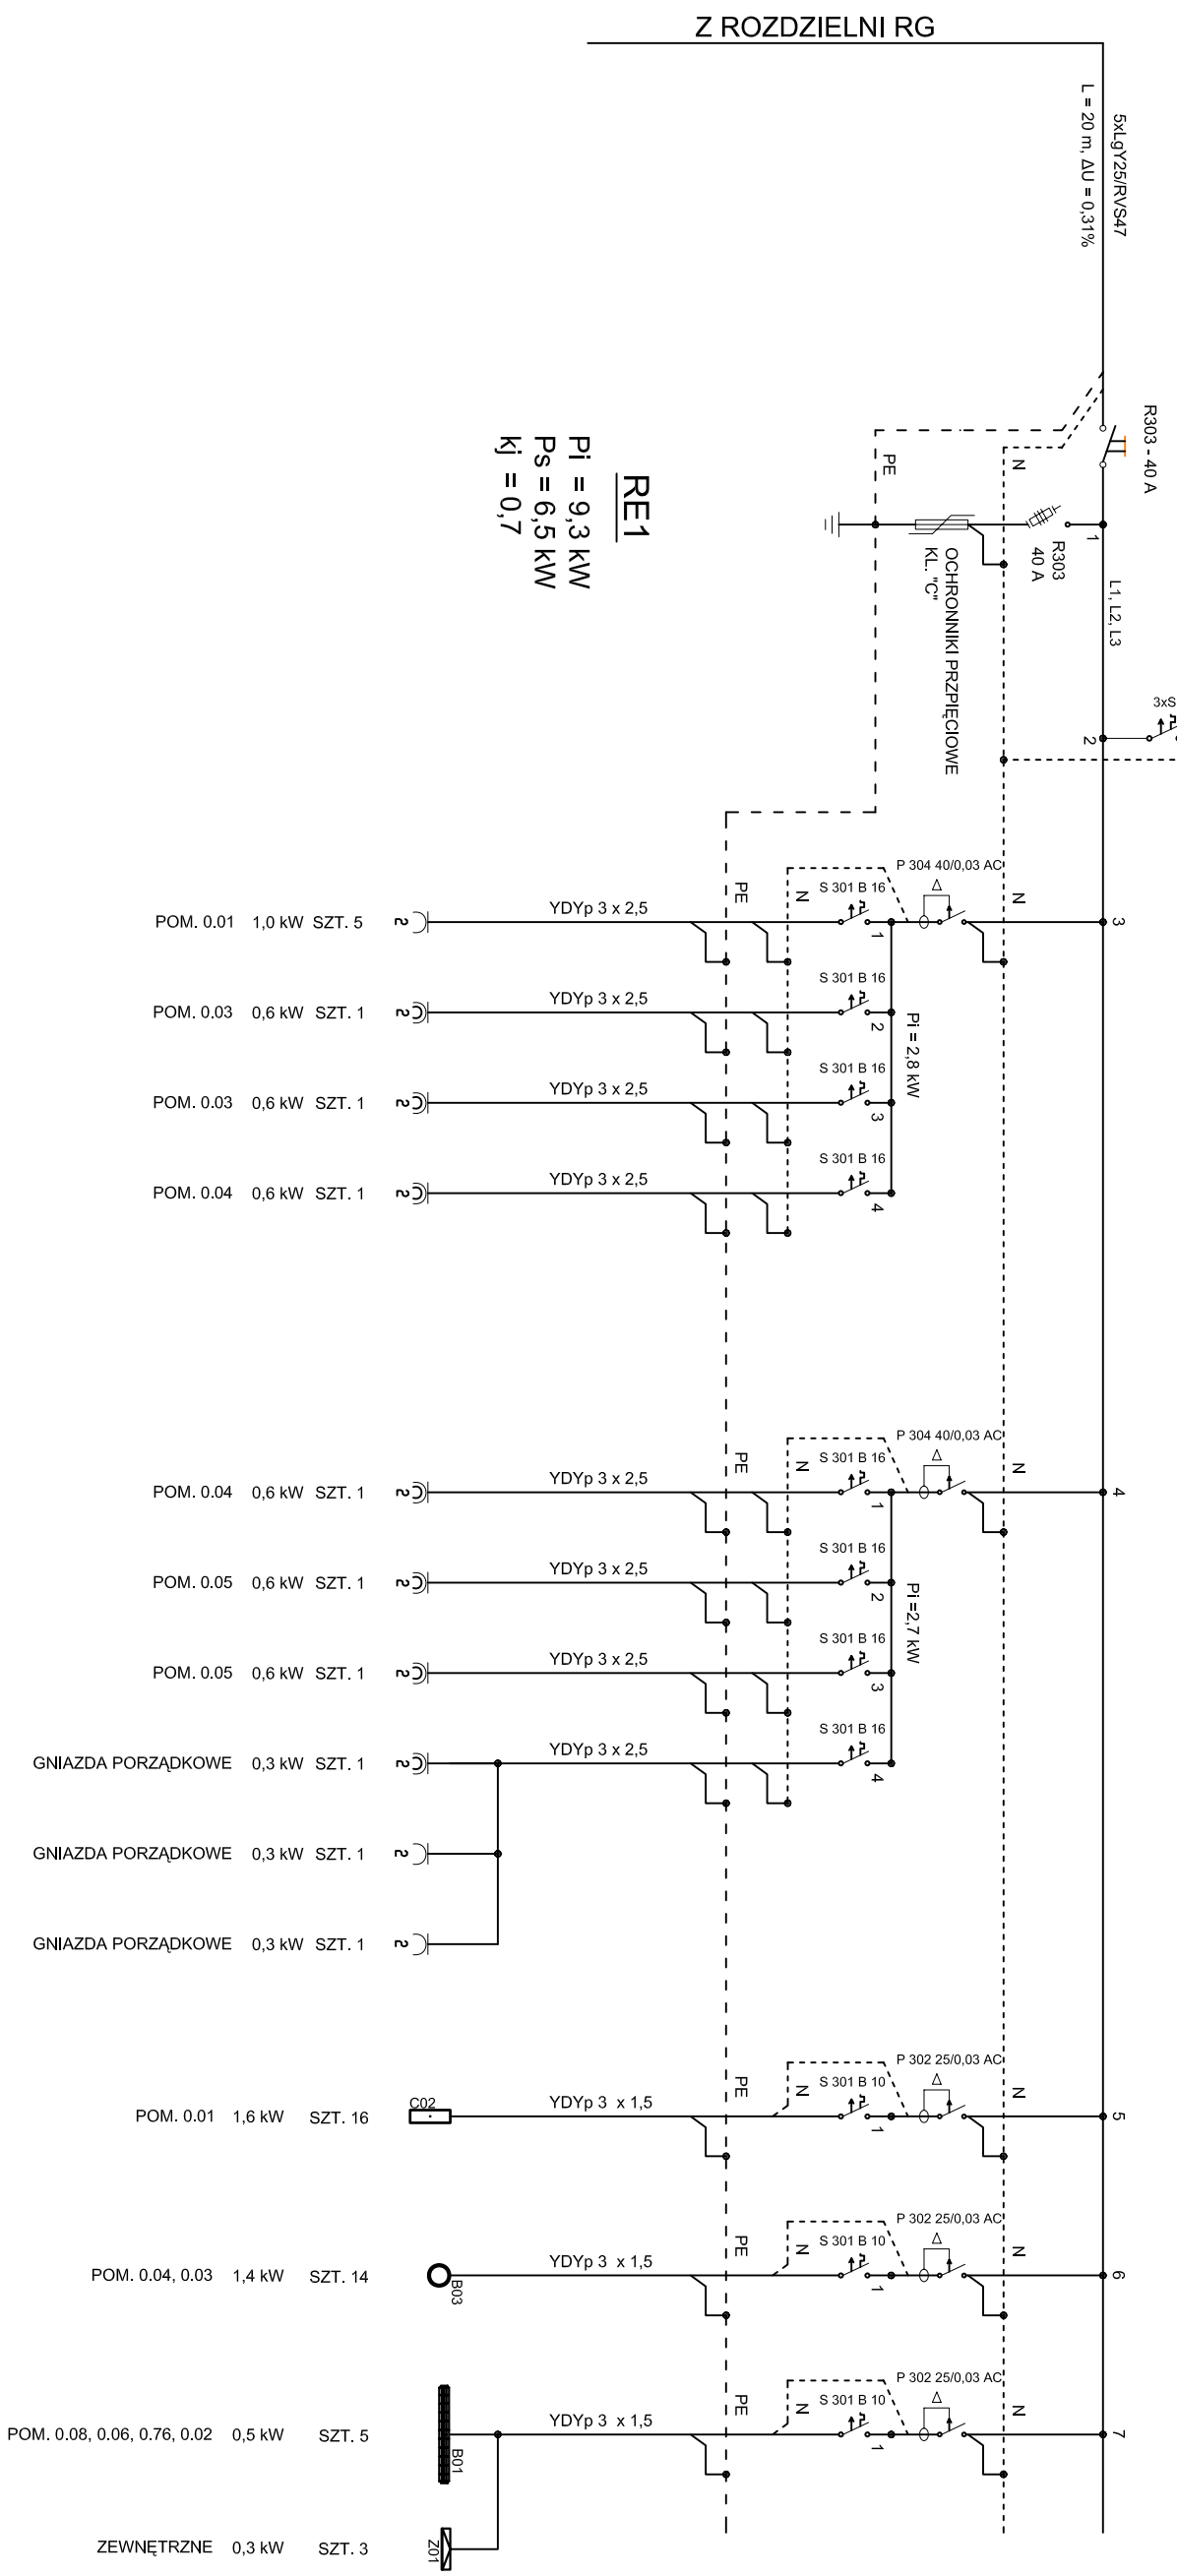 Z ROZDZIELNI RG
5xLgY25/RVS47
L = 20 m, ΔU = 0,31%
R303 - 40 A
N
PE
1
R303
40 A
OCHRONNIKI PRZPIĘCIOWE
KL. "C"
L1, L2, L3
RE1
Pi = 9,3 kW
Ps = 6,5 kW
kj = 0,7
3xS
2
P 304 40/0,03 AC
Δ
S 301 B 16
PE
N
N
3
POM. 0.01 1,0 kW SZT. 5
2
YDYp 3 x 2,5
1
S 301 B 16
POM. 0.03 0,6 kW SZT. 1
2
YDYp 3 x 2,5
2
Pi = 2,8 kW
S 301 B 16
POM. 0.03 0,6 kW SZT. 1
2
YDYp 3 x 2,5
3
S 301 B 16
POM. 0.04 0,6 kW SZT. 1
2
YDYp 3 x 2,5
4
P 304 40/0,03 AC
Δ
S 301 B 16
PE
N
N
4
POM. 0.04 0,6 kW SZT. 1
2
YDYp 3 x 2,5
1
S 301 B 16
POM. 0.05 0,6 kW SZT. 1
2
YDYp 3 x 2,5
2
Pi =2,7 kW
S 301 B 16
POM. 0.05 0,6 kW SZT. 1
2
YDYp 3 x 2,5
3
S 301 B 16
GNIAZDA PORZĄDKOWE 0,3 kW SZT. 1
2
YDYp 3 x 2,5
4
GNIAZDA PORZĄDKOWE 0,3 kW SZT. 1
2
GNIAZDA PORZĄDKOWE 0,3 kW SZT. 1
2
P 302 25/0,03 AC
Δ
S 301 B 10
PE
N
N
5
POM. 0.01 1,6 kW SZT. 16
C02
YDYp 3 x 1,5
1
P 302 25/0,03 AC
Δ
S 301 B 10
PE
N
N
6
POM. 0.04, 0.03 1,4 kW SZT. 14
B03
YDYp 3 x 1,5
1
P 302 25/0,03 AC
Δ
S 301 B 10
PE
N
N
7
POM. 0.08, 0.06, 0.76, 0.02 0,5 kW SZT. 5
B01
YDYp 3 x 1,5
1
ZEWNĘTRZNE 0,3 kW SZT. 3
Z01